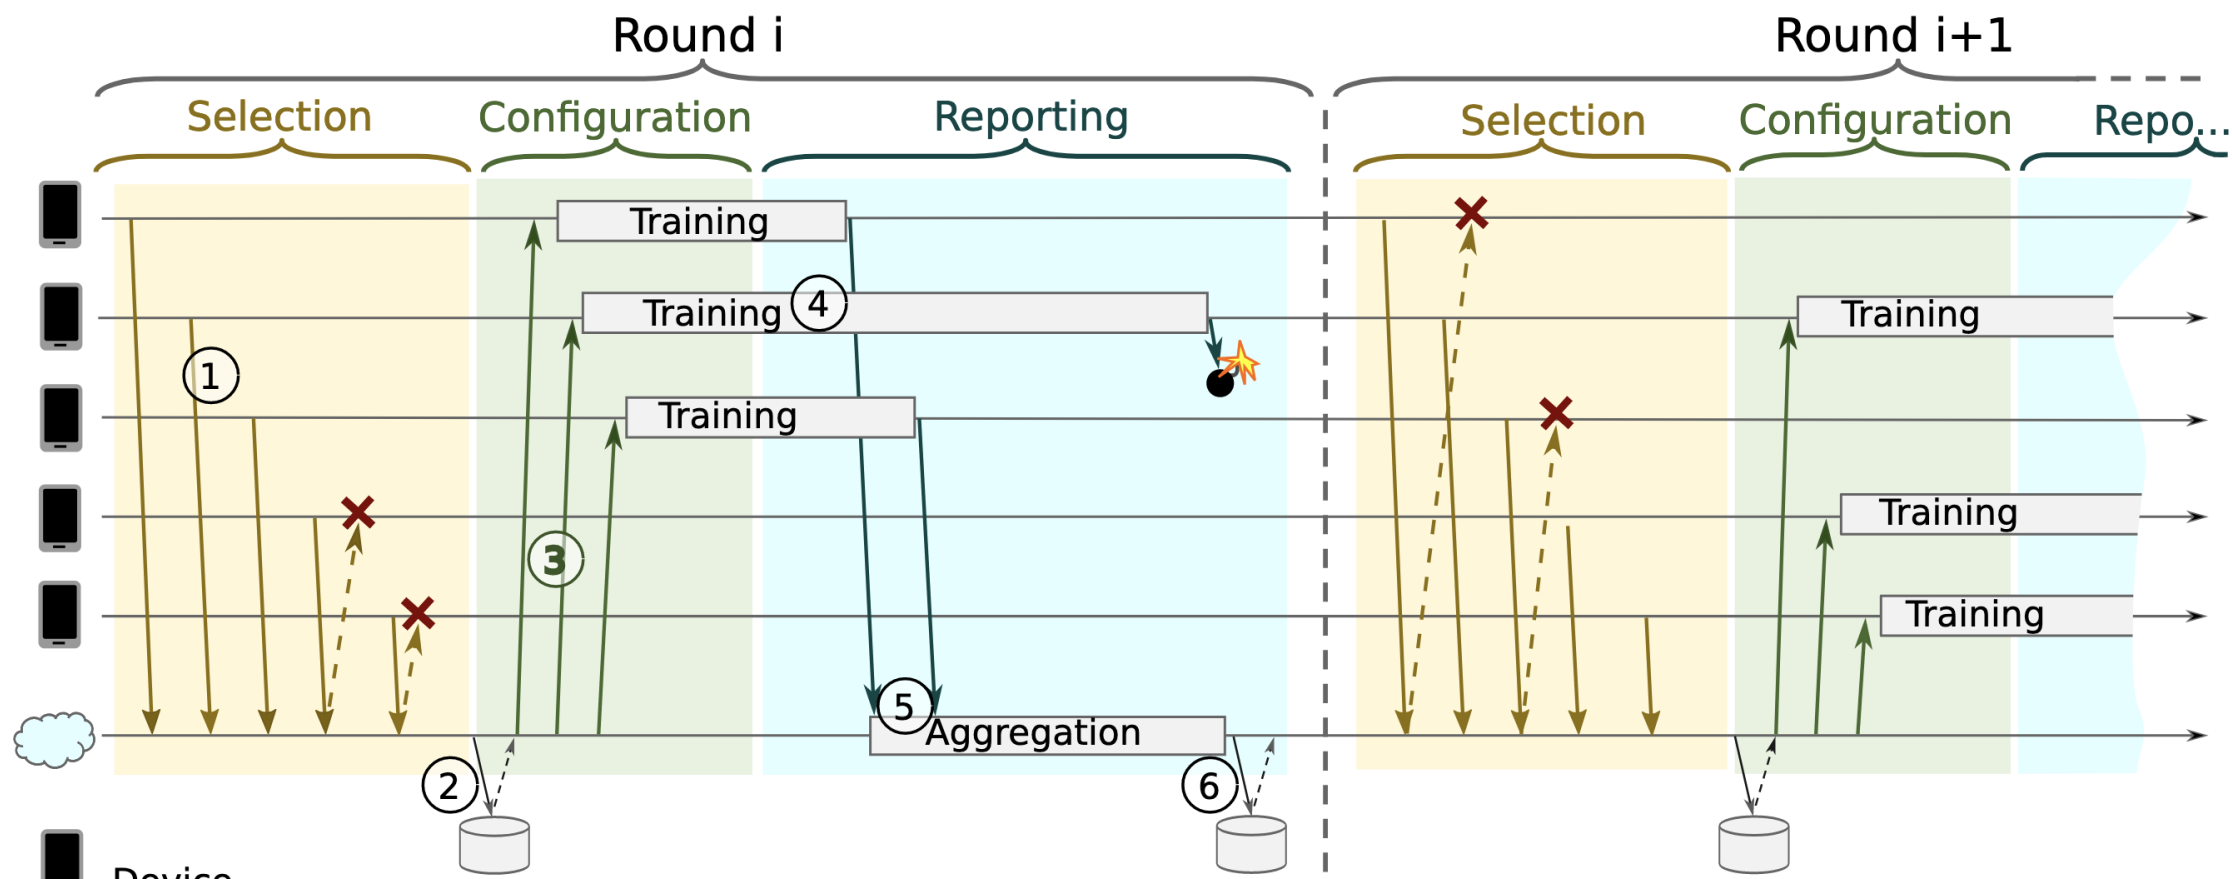 Round i
Round i+1
Selection
Configuration
Reporting
Selection
Configuration
Repo...
Training
Training
4
Training
1
Training
Training
3
Training
5
Aggregation
2
6
Device